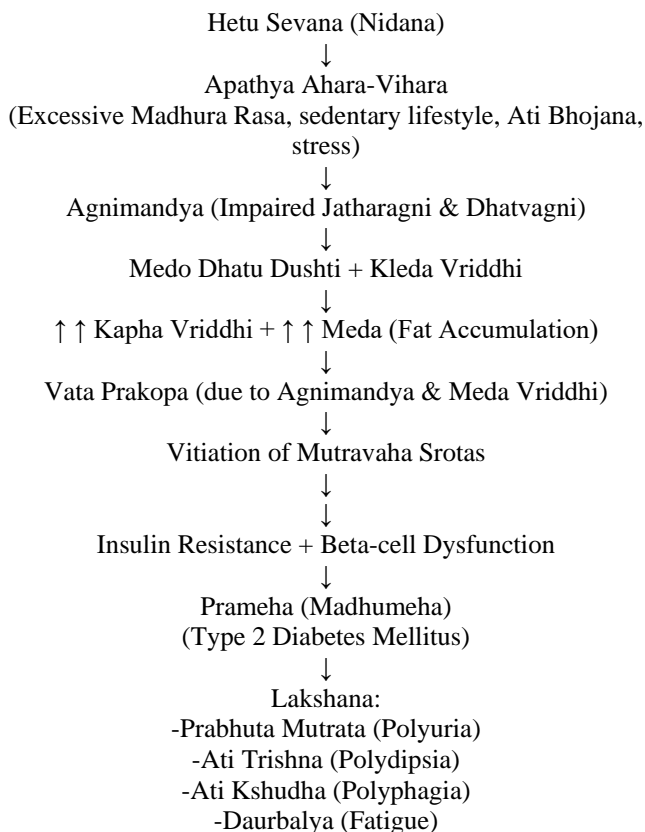 Hetu Sevana (Nidana)
↓
Apathya Ahara-Vihara
(Excessive Madhura Rasa, sedentary lifestyle, Ati Bhojana,
stress)
↓
Agnimandya (Impaired Jatharagni & Dhatvagni)
↓
Medo Dhatu Dushti + Kleda Vriddhi
↓
↑ ↑ Kapha Vriddhi + ↑ ↑ Meda (Fat Accumulation)
↓
Vata Prakopa (due to Agnimandya & Meda Vriddhi)
↓
Vitiation of Mutravaha Srotas
↓
↓
Insulin Resistance + Beta-cell Dysfunction
↓
Prameha (Madhumeha)
(Type 2 Diabetes Mellitus)
↓
Lakshana:
-Prabhuta Mutrata (Polyuria)
-Ati Trishna (Polydipsia)
-Ati Kshudha (Polyphagia)
-Daurbalya (Fatigue)